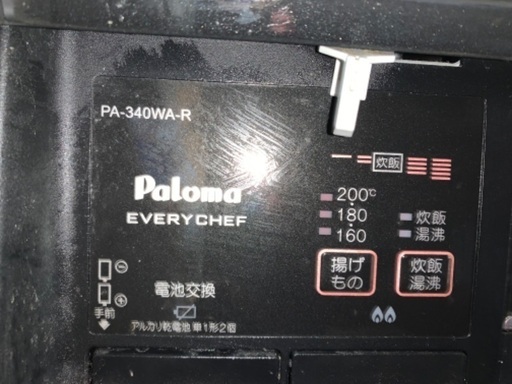 PA-340WA-R
炊飯
Paloma
EVERYCHEF
200℃
180
160
炊飯
湯沸
揚げ
もの
炊飯
湯沸
電池交換
手前
アルカリ乾電池 単1形2個